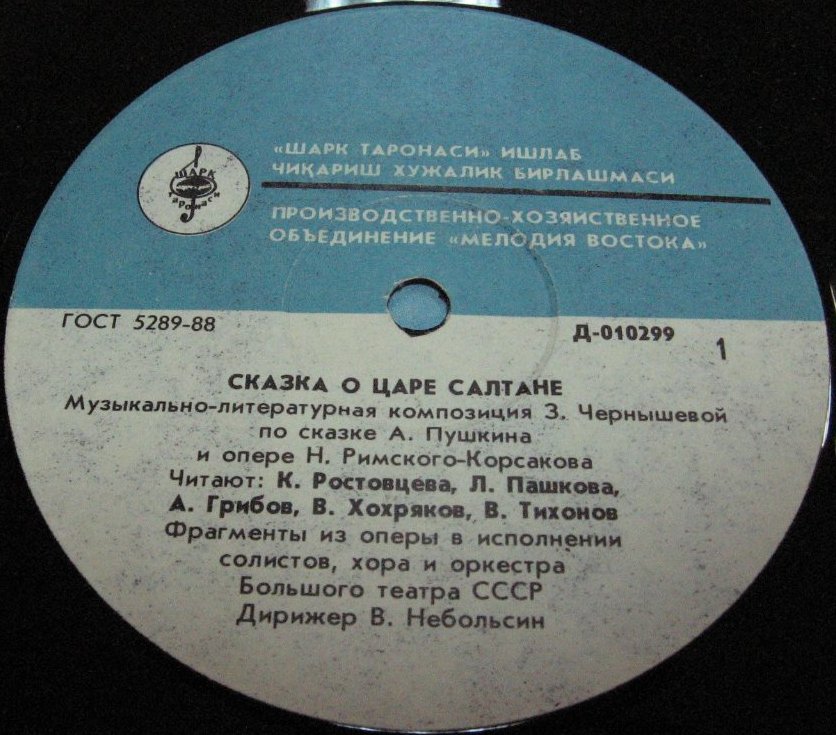 «ШАРК ТАРОНАСИ» ИШЛАБ
ЧИҚАРИШ ХУЖАЛИК БИРЛАШМАСИ
ШАРК
таронаси
ПРОИЗВОДСТВЕННО-ХОЗЯЙСТВЕННОЕ
ОБЪЕДИНЕНИЕ «МЕЛОДИЯ ВОСТОКА»
ГОСТ 5289-88
Д-010299
1
СКАЗКА О ЦАРЕ САЛТАНЕ
Музыкально-литературная композиция З. Чернышевой
по сказке А. Пушкина
и опере Н. Римского-Корсакова
Читают: К. Ростовцева, Л. Пашкова,
А. Грибов, В. Хохряков, В. Тихонов
Фрагменты из оперы в исполнении
солистов, хора и оркестра
Большого театра СССР
Дирижер В. Небольсин